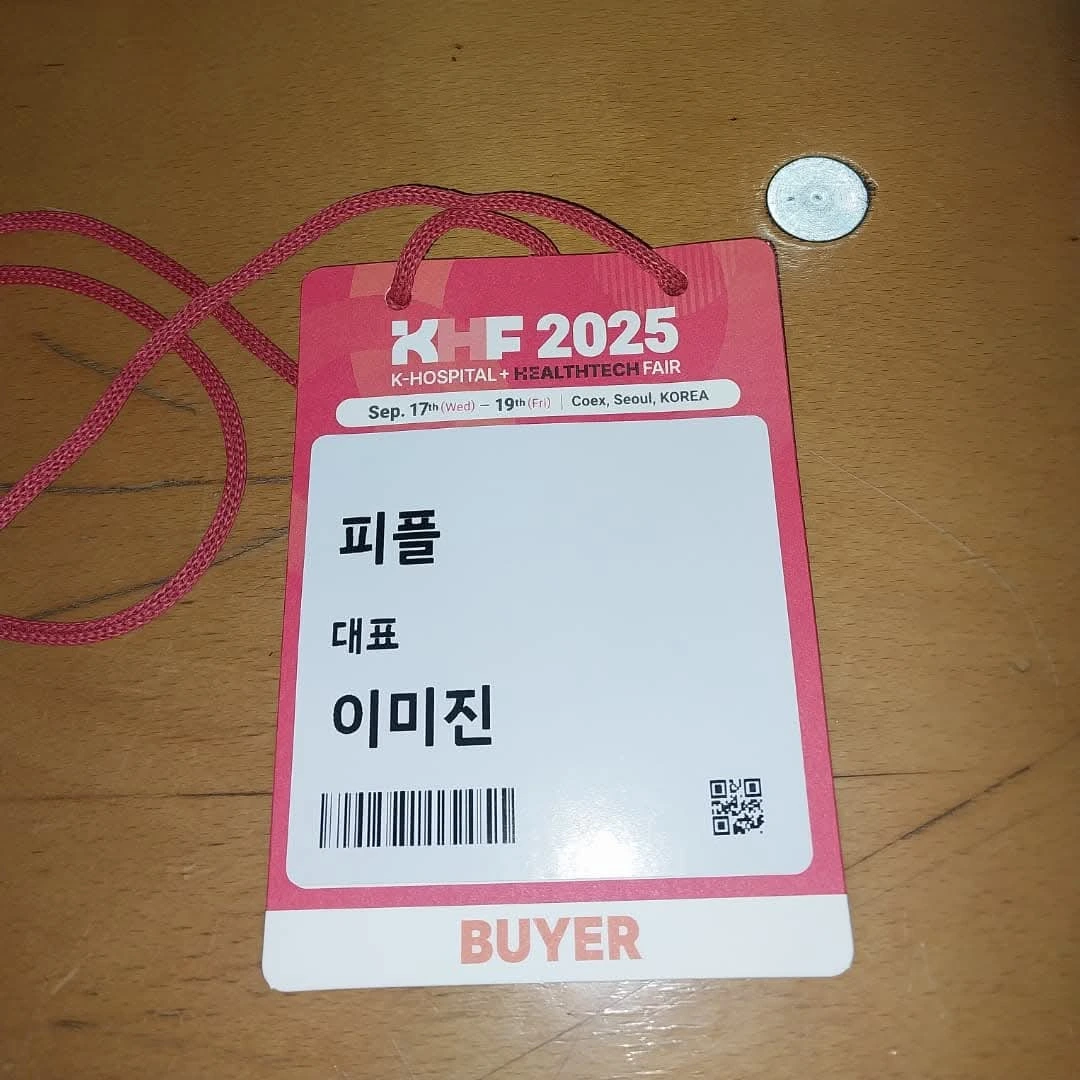 KHF 2025
K-HOSPITAL + HEALTHTECH FAIR
Sep. 17th (Wed) – 19th (Fri) | Coex, Seoul, KOREA
피플
대표
이미진
BUYER